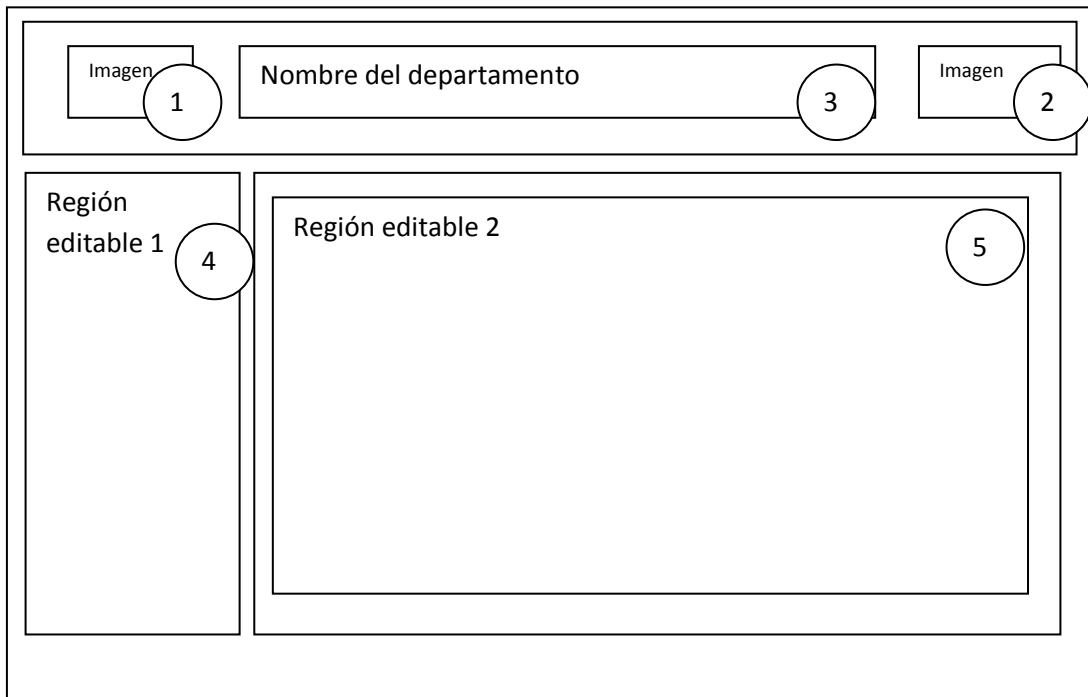 Imagen
1
Nombre del departamento
3
Imagen
2
Región
editable 1
4
Región editable 2
5